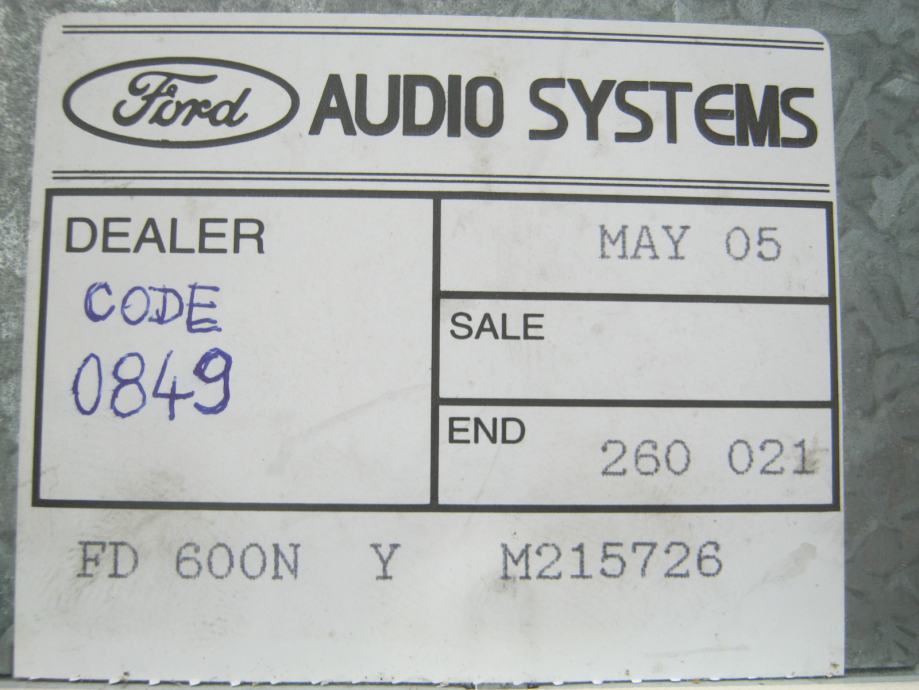 Ford AUDIO SYSTEMS
DEALER
CODE
0849
MAY 05
SALE
END
260 021
FD 600N Y M215726